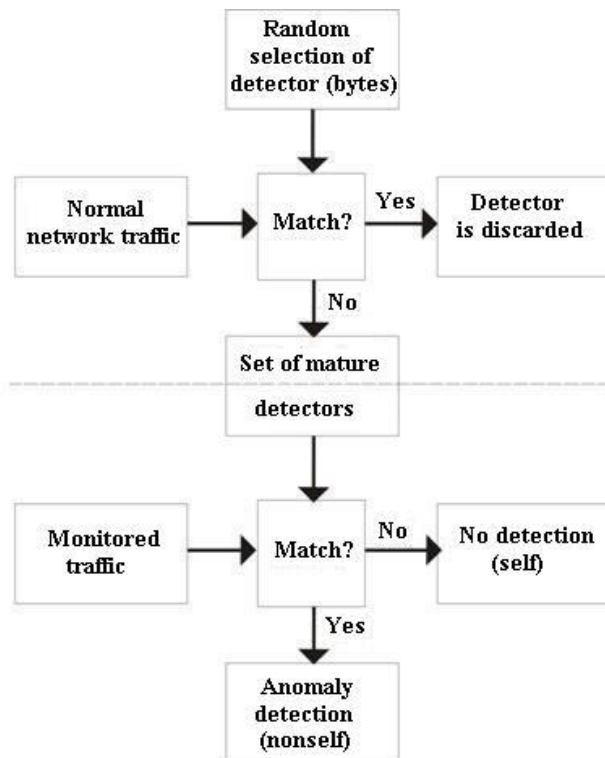 Random
selection of
detector (bytes)
Normal
network traffic
Match?
Yes
Detector
is discarded
No
Set of mature
detectors
Monitored
traffic
Match?
No
No detection
(self)
Yes
Anomaly
detection
(nonself)